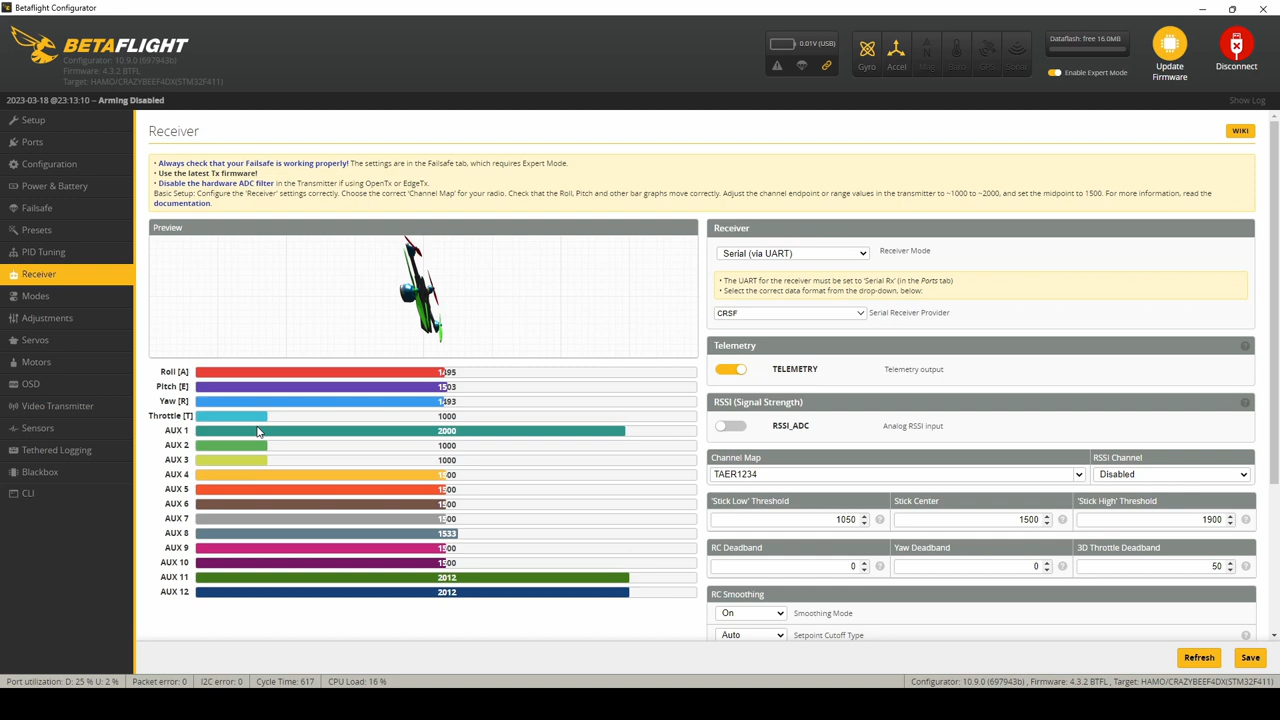 Betaflight Configurator
BETAFLIGHT
Configurator: 10.9.0 (697943b)
Firmware: 4.3.2 BTFL
Target: HAMO/CRAZYBEEF4DX(STM32F411)
0.01V (USB)
Gyro
Accel
Mag
Baro
GPS
Sonar
Dataflash: free 16.0MB
Enable Expert Mode
Update
Firmware
Disconnect
2023-03-18 @23:13:10 -- Arming Disabled
Show Log
Setup
Ports
Configuration
Power & Battery
Failsafe
Presets
PID Tuning
Receiver
Modes
Adjustments
Servos
Motors
OSD
Video Transmitter
Sensors
Tethered Logging
Blackbox
CLI
Receiver
WIKI
• Always check that your Failsafe is working properly! The settings are in the Failsafe tab, which requires Expert Mode.
• Use the latest Tx firmware!
• Disable the hardware ADC filter in the Transmitter if using OpenTx or EdgeTx.
Basic Setup: Configure the 'Receiver' settings correctly. Choose the correct 'Channel Map' for your radio. Check that the Roll, Pitch and other bar graphs move correctly. Adjust the channel endpoint or range values in the transmitter to ~1000 to ~2000, and set the midpoint to 1500. For more information, read the
documentation.
Preview
Roll [A] 1495
Pitch [E] 1503
Yaw [R] 1493
Throttle [T] 1000
AUX 1 2000
AUX 2 1000
AUX 3 1000
AUX 4 1500
AUX 5 1500
AUX 6 1500
AUX 7 1500
AUX 8 1533
AUX 9 1500
AUX 10 1500
AUX 11 2012
AUX 12 2012
Receiver
Serial (via UART) Receiver Mode
• The UART for the receiver must be set to 'Serial Rx' (in the Ports tab)
• Select the correct data format from the drop-down, below:
CRSF Serial Receiver Provider
Telemetry
TELEMETRY Telemetry output
RSSI (Signal Strength)
RSSI_ADC Analog RSSI input
Channel Map RSSI Channel
TAER1234 Disabled
'Stick Low' Threshold Stick Center 'Stick High' Threshold
1050 1500 1900
RC Deadband Yaw Deadband 3D Throttle Deadband
0 0 50
RC Smoothing
On Smoothing Mode
Auto Setpoint Cutoff Type
Refresh Save
Port utilization: D: 25 % U: 2 % Packet error: 0 I2C error: 0 Cycle Time: 617 CPU Load: 16 % Configurator: 10.9.0 (697943b) , Firmware: 4.3.2 BTFL , Target: HAMO/CRAZYBEEF4DX(STM32F411)